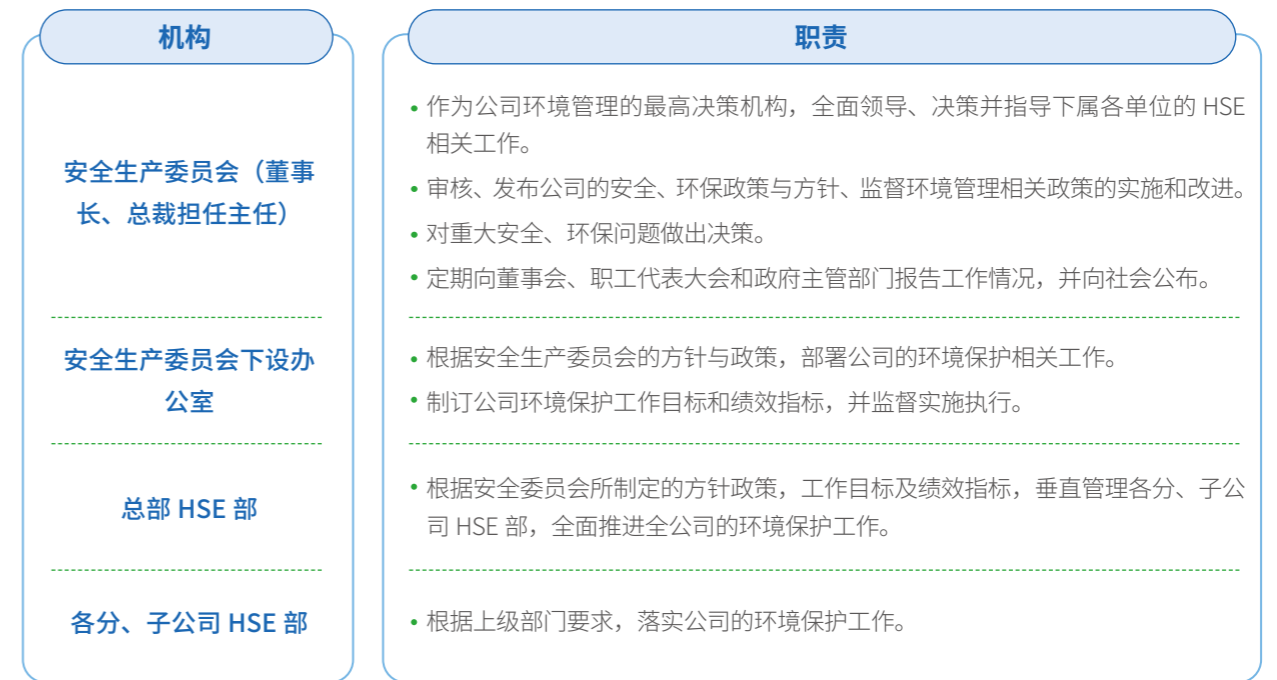 机构
职责
安全生产委员会（董事
长、总裁担任主任）
• 作为公司环境管理的最高决策机构，全面领导、决策并指导下属各单位的 HSE
相关工作。
• 审核、发布公司的安全、环保政策与方针、监督环境管理相关政策的实施和改进。
• 对重大安全、环保问题做出决策。
• 定期向董事会、职工代表大会和政府主管部门报告工作情况，并向社会公布。
安全生产委员会下设办
公室
• 根据安全生产委员会的方针与政策，部署公司的环境保护相关工作。
• 制订公司环境保护工作目标和绩效指标，并监督实施执行。
总部 HSE 部
• 根据安全委员会所制定的方针政策，工作目标及绩效指标，垂直管理各分、子公
司 HSE 部，全面推进全公司的环境保护工作。
各分、子公司 HSE 部
• 根据上级部门要求，落实公司的环境保护工作。